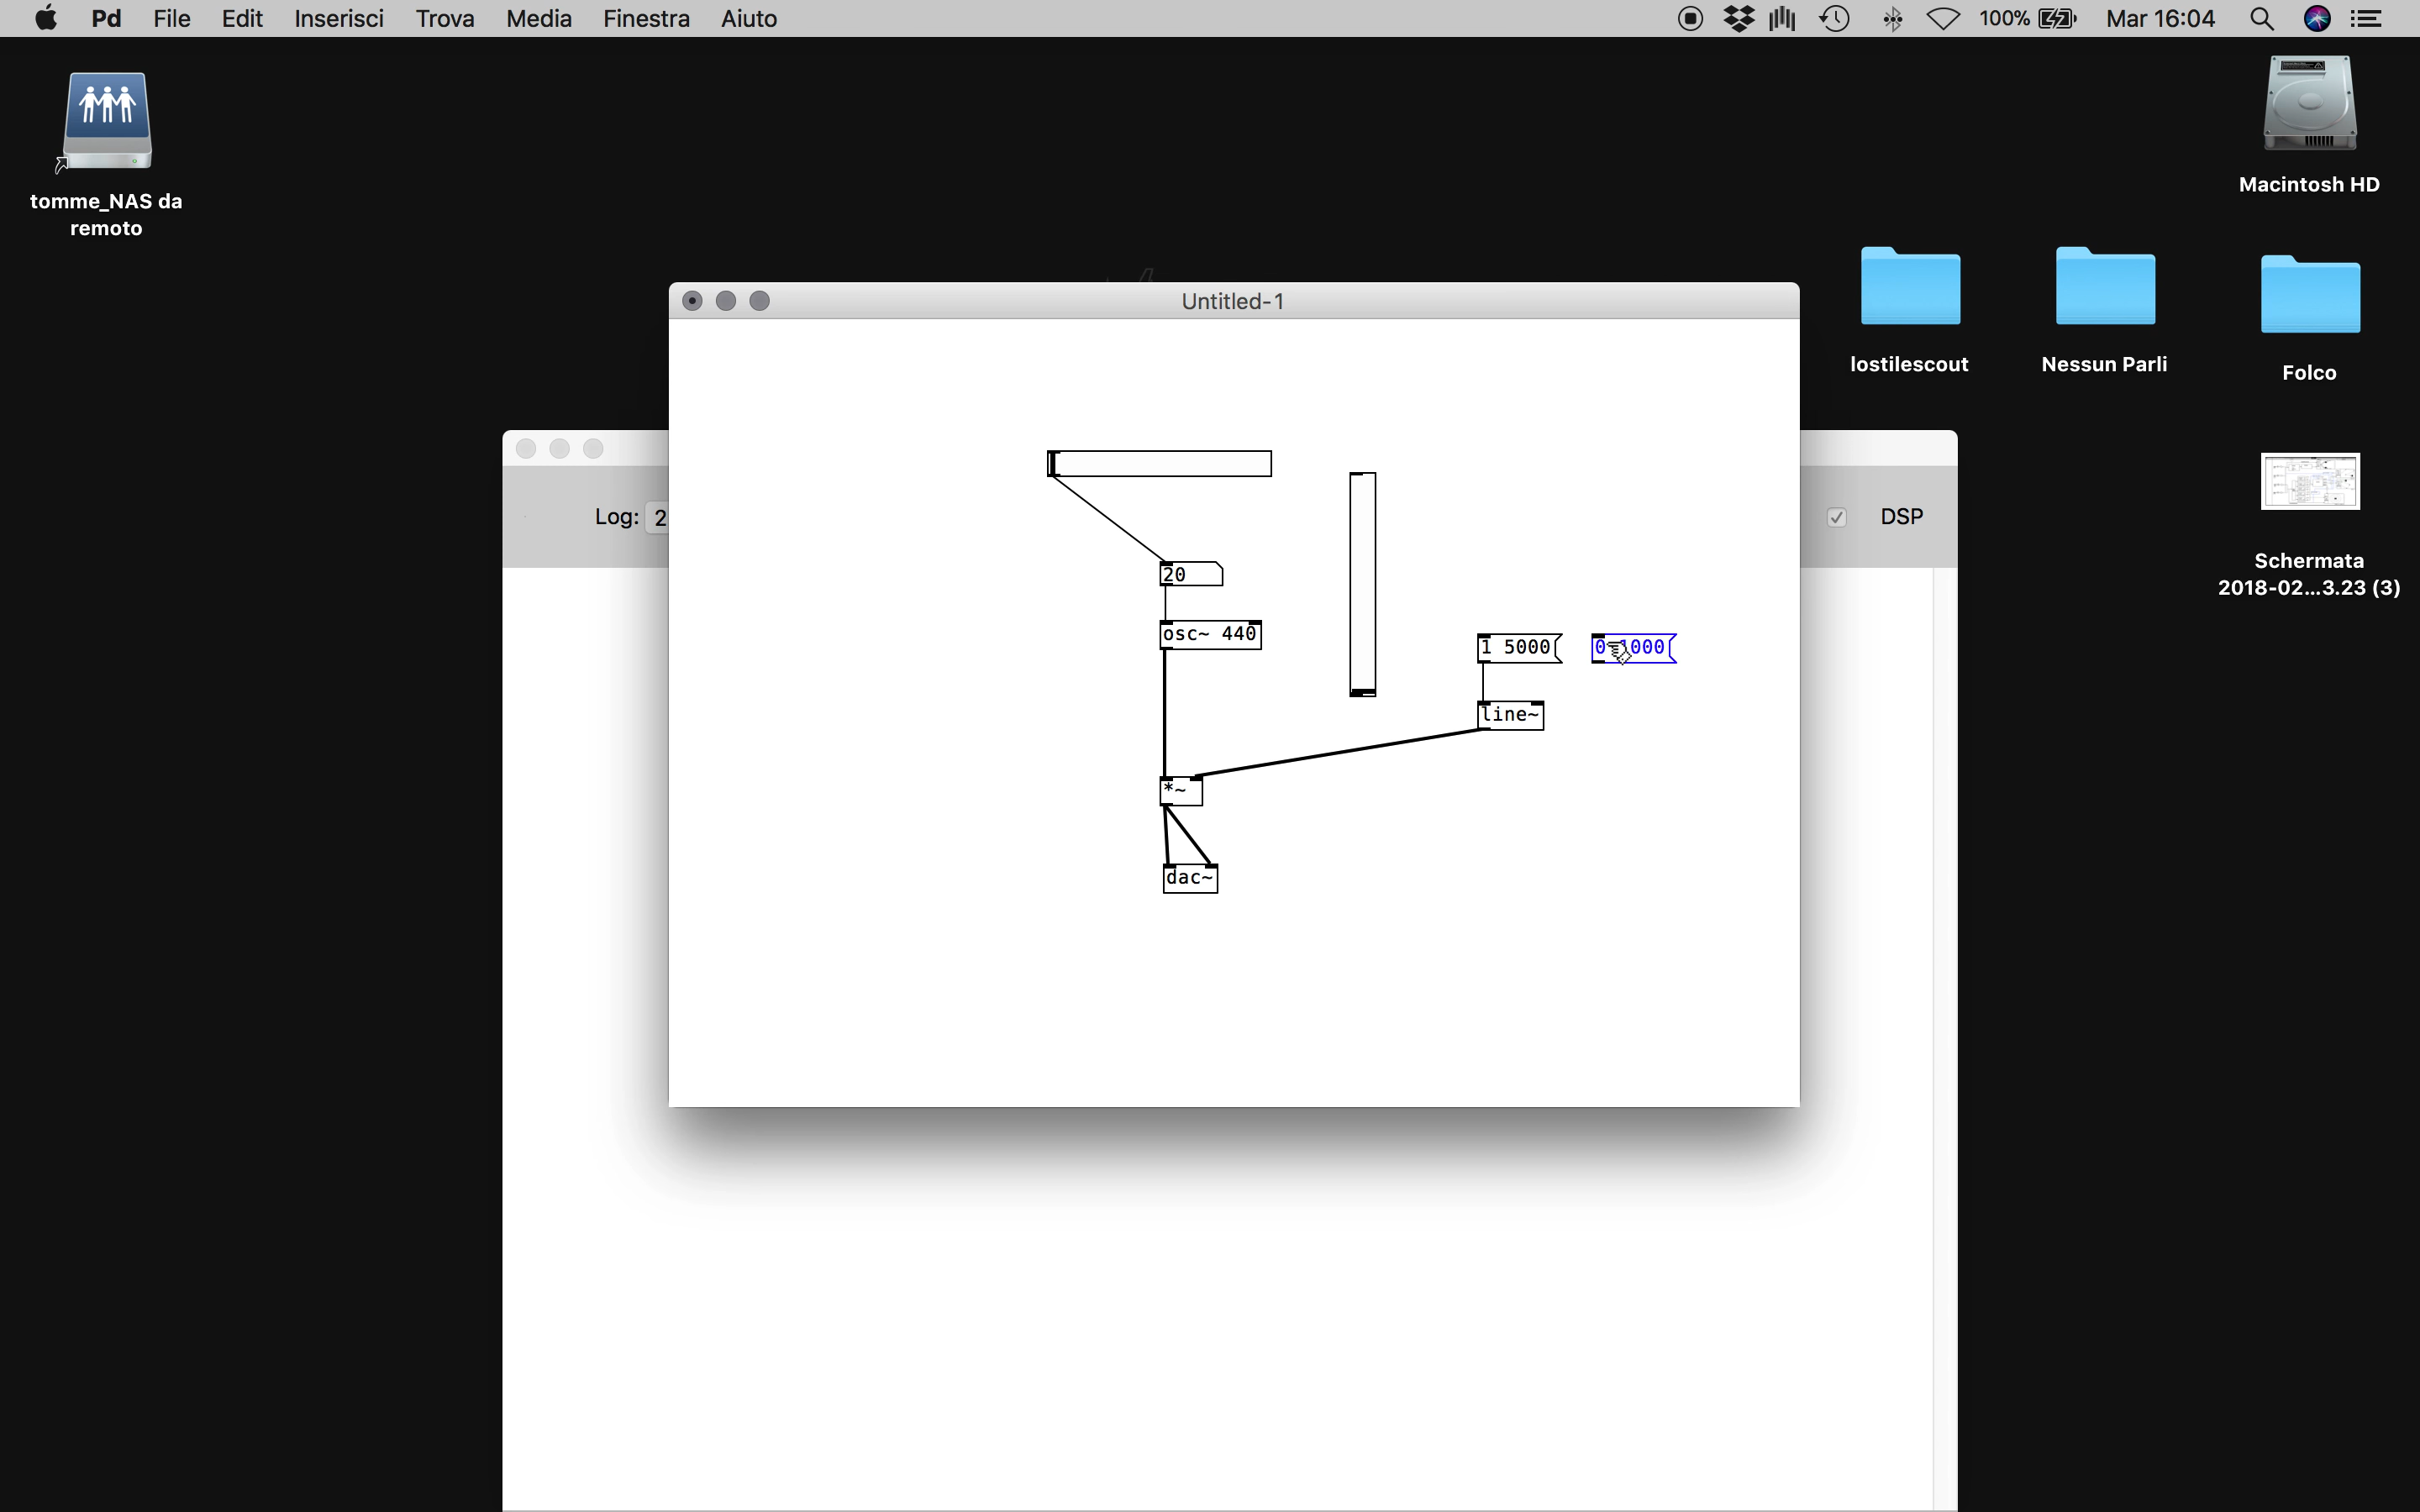 Pd File Edit Inserisci Trova Media Finestra Aiuto 100% Mar 16:04
tomme_NAS da
remoto
Macintosh HD
Untitled-1
lostilescout
Nessun Parli
Folco
Log: 2
DSP
20
osc~ 440
1 5000
0 1000
line~
*~
dac~
Schermata
2018-02...3.23 (3)